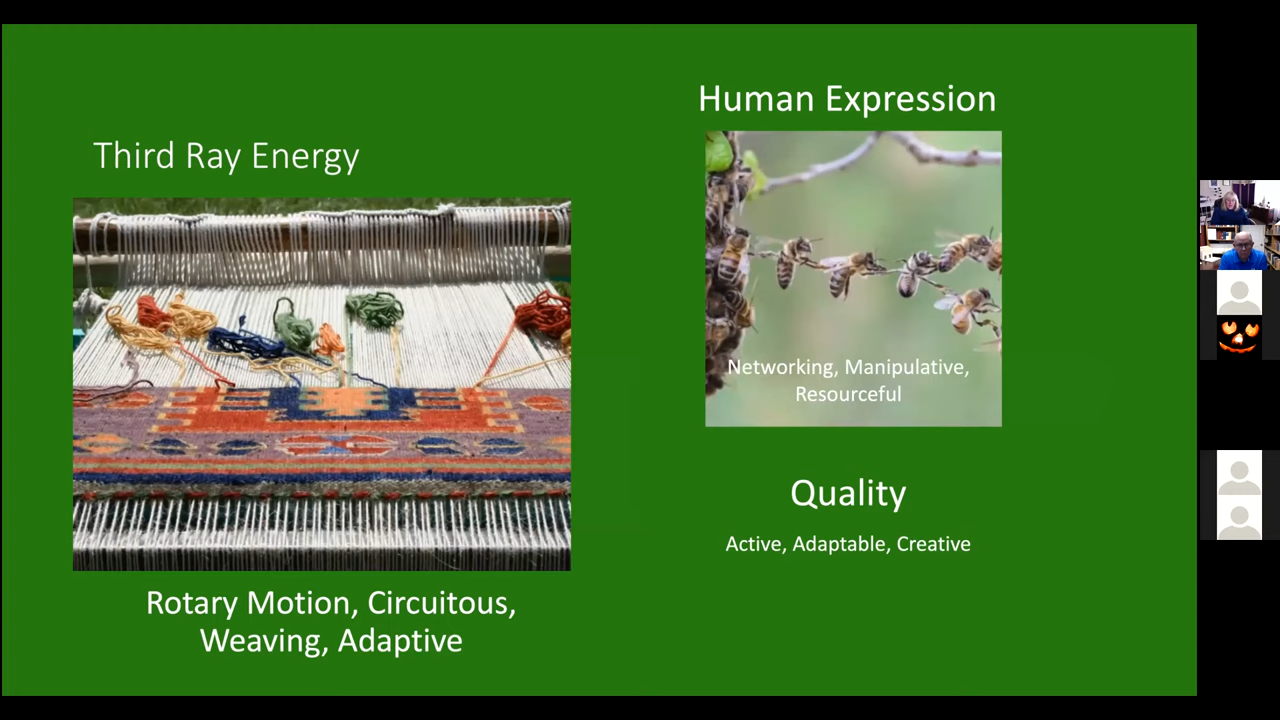 Third Ray Energy
Rotary Motion, Circuitous,
Weaving, Adaptive
Human Expression
Networking, Manipulative,
Resourceful
Quality
Active, Adaptable, Creative